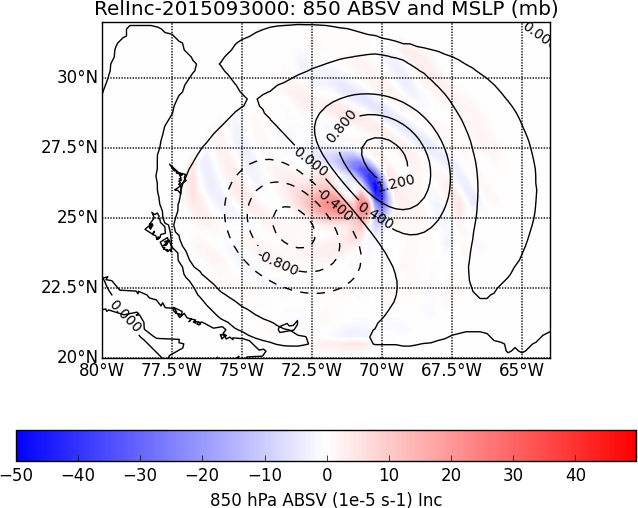 RelInc-2015093000: 850 ABSV and MSLP (mb)
0.000
30°N
0.800
27.5°N
0.000
1.200
-0.400
0.400
25°N
-0.800
22.5°N
0.000
20°N
80°W 77.5°W 75°W 72.5°W 70°W 67.5°W 65°W
−50 −40 −30 −20 −10 0 10 20 30 40
850 hPa ABSV (1e-5 s-1) Inc